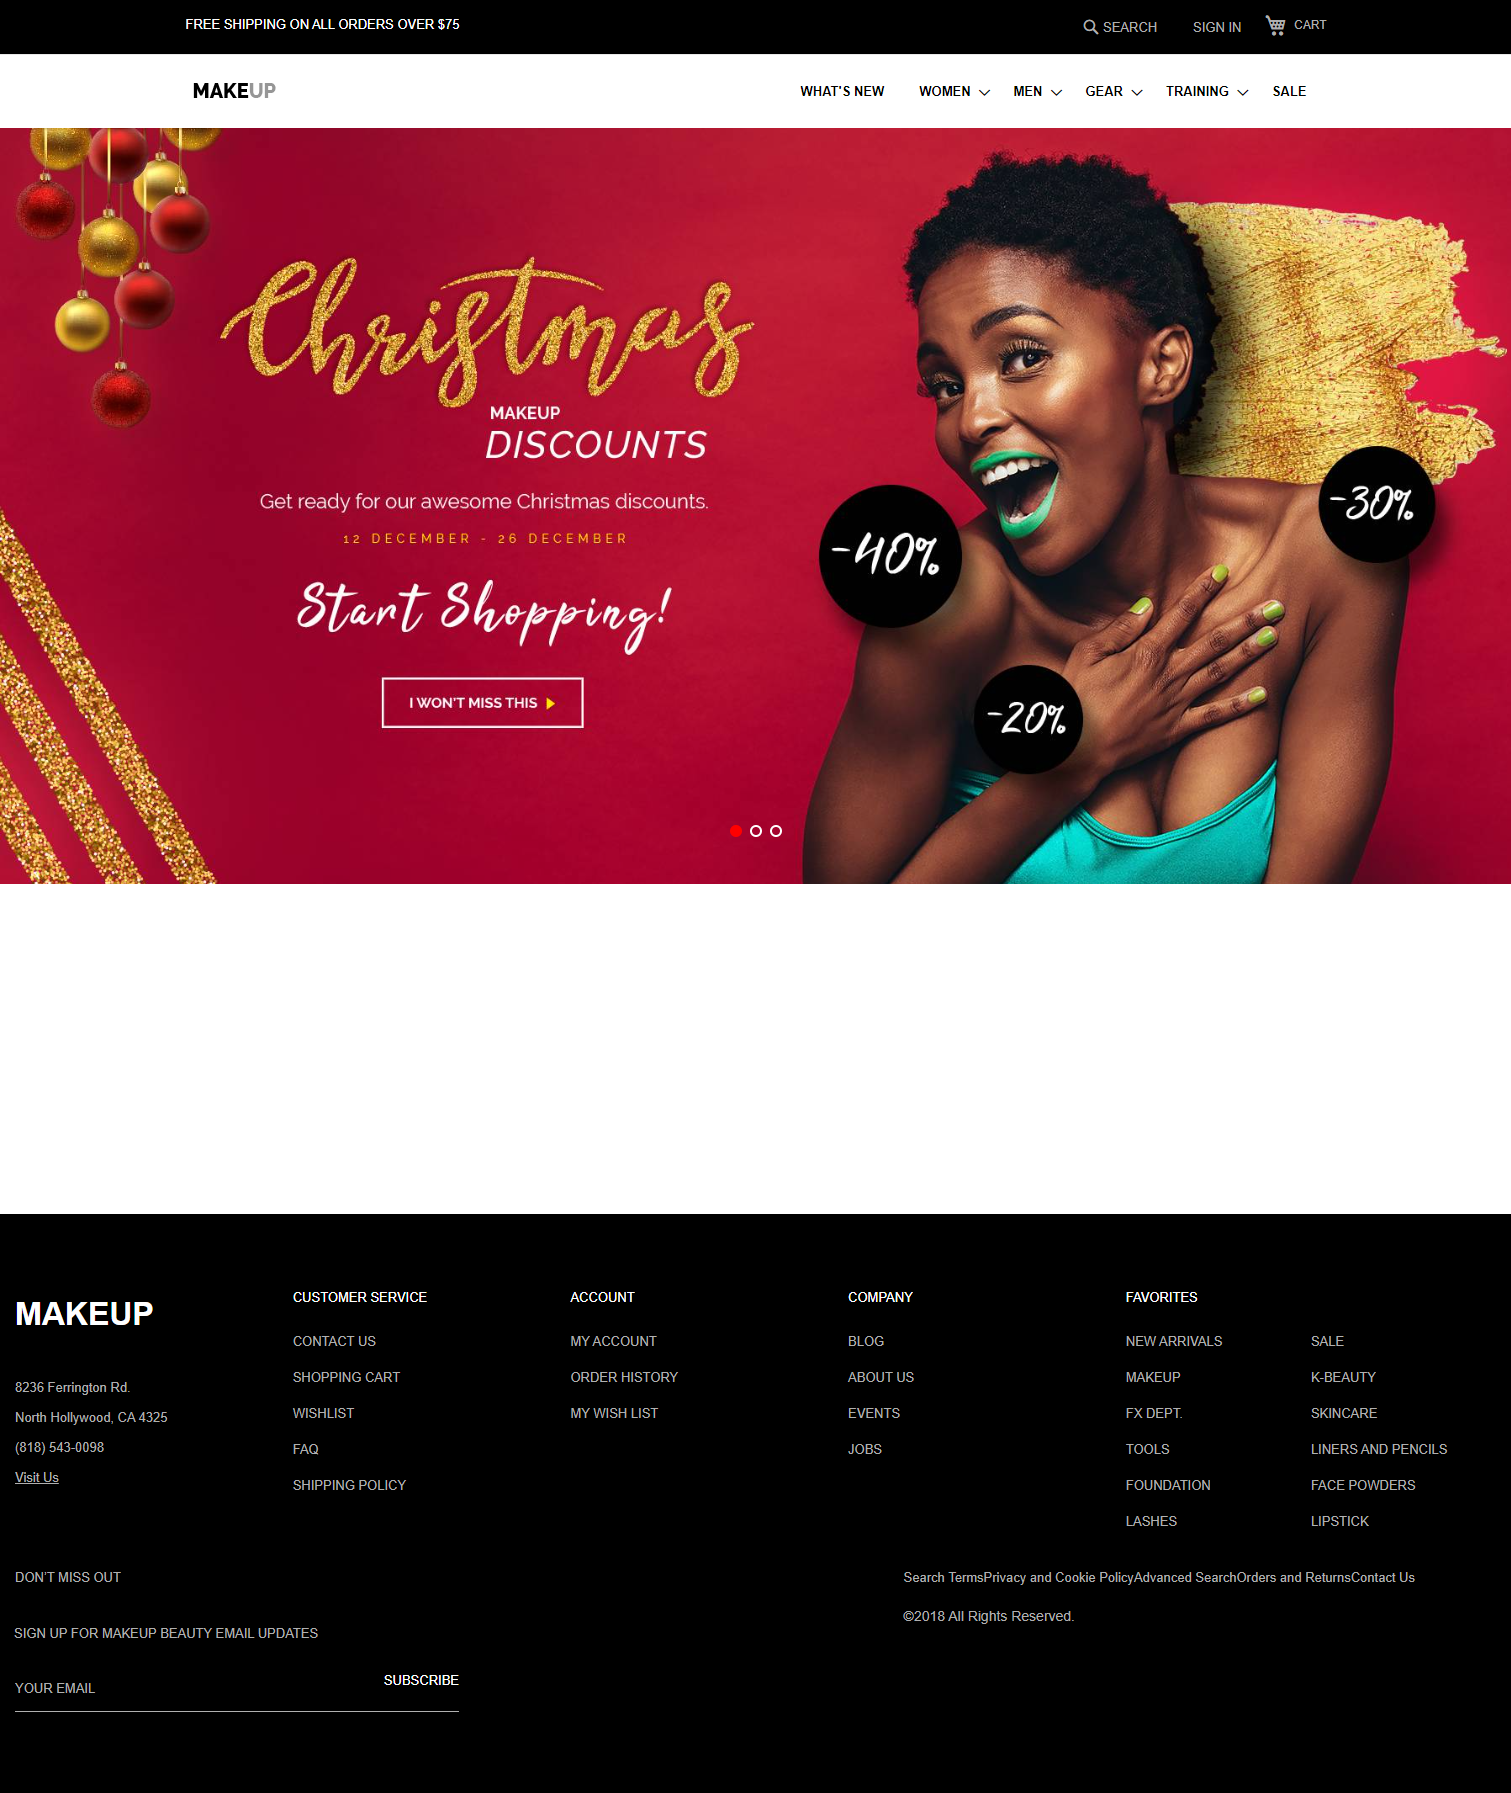 FREE SHIPPING ON ALL ORDERS OVER $75
SEARCH
SIGN IN
CART
MAKEUP
WHAT'S NEW
WOMEN
MEN
GEAR
TRAINING
SALE
Christmas
MAKEUP
DISCOUNTS
Get ready for our awesome Christmas discounts.
12 DECEMBER - 26 DECEMBER
Start Shopping!
I WON'T MISS THIS
-40%
-30%
-20%
MAKEUP
8236 Ferrington Rd.
North Hollywood, CA 4325
(818) 543-0098
Visit Us
CUSTOMER SERVICE
CONTACT US
SHOPPING CART
WISHLIST
FAQ
SHIPPING POLICY
ACCOUNT
MY ACCOUNT
ORDER HISTORY
MY WISH LIST
COMPANY
BLOG
ABOUT US
EVENTS
JOBS
FAVORITES
NEW ARRIVALS
MAKEUP
FX DEPT.
TOOLS
FOUNDATION
LASHES
SALE
K-BEAUTY
SKINCARE
LINERS AND PENCILS
FACE POWDERS
LIPSTICK
DON'T MISS OUT
SIGN UP FOR MAKEUP BEAUTY EMAIL UPDATES
YOUR EMAIL
SUBSCRIBE
Search TermsPrivacy and Cookie PolicyAdvanced SearchOrders and ReturnsContact Us
©2018 All Rights Reserved.